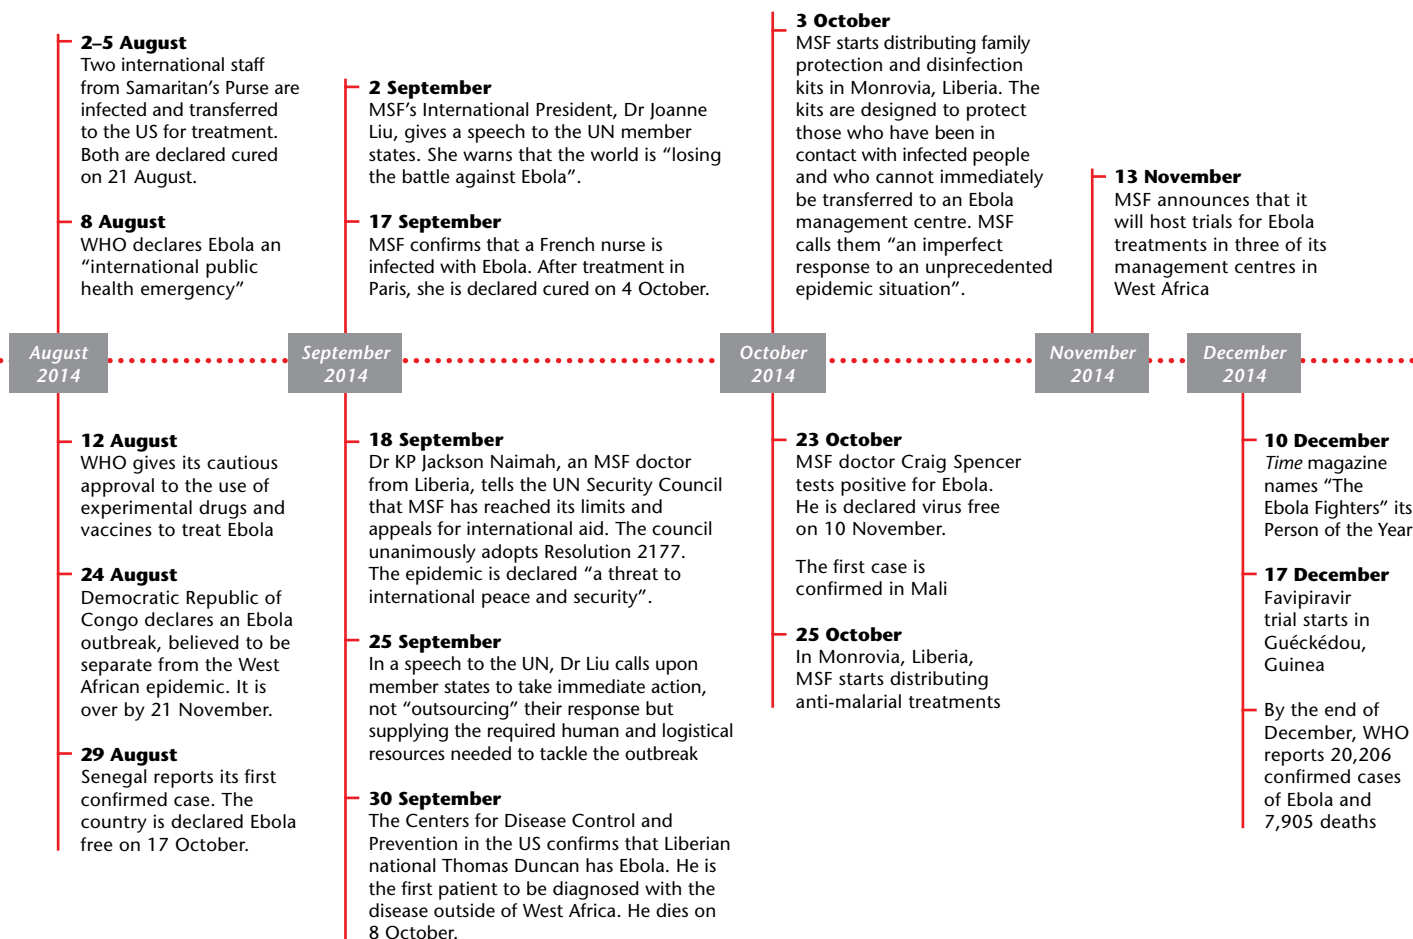 2–5 August
Two international staff
from Samaritan’s Purse are
infected and transferred
to the US for treatment.
Both are declared cured
on 21 August.
8 August
WHO declares Ebola an
“international public
health emergency”
2 September
MSF’s International President, Dr Joanne
Liu, gives a speech to the UN member
states. She warns that the world is “losing
the battle against Ebola”.
17 September
MSF confirms that a French nurse is
infected with Ebola. After treatment in
Paris, she is declared cured on 4 October.
3 October
MSF starts distributing family
protection and disinfection
kits in Monrovia, Liberia. The
kits are designed to protect
those who have been in
contact with infected people
and who cannot immediately
be transferred to an Ebola
management centre. MSF
calls them “an imperfect
response to an unprecedented
epidemic situation”.
13 November
MSF announces that it
will host trials for Ebola
treatments in three of its
management centres in
West Africa
August
2014
September
2014
October
2014
November
2014
December
2014
12 August
WHO gives its cautious
approval to the use of
experimental drugs and
vaccines to treat Ebola
24 August
Democratic Republic of
Congo declares an Ebola
outbreak, believed to be
separate from the West
African epidemic. It is
over by 21 November.
29 August
Senegal reports its first
confirmed case. The
country is declared Ebola
free on 17 October.
18 September
Dr KP Jackson Naimah, an MSF doctor
from Liberia, tells the UN Security Council
that MSF has reached its limits and
appeals for international aid. The council
unanimously adopts Resolution 2177.
The epidemic is declared “a threat to
international peace and security”.
25 September
In a speech to the UN, Dr Liu calls upon
member states to take immediate action,
not “outsourcing” their response but
supplying the required human and logistical
resources needed to tackle the outbreak
30 September
The Centers for Disease Control and
Prevention in the US confirms that Liberian
national Thomas Duncan has Ebola. He is
the first patient to be diagnosed with the
disease outside of West Africa. He dies on
8 October.
23 October
MSF doctor Craig Spencer
tests positive for Ebola.
He is declared virus free
on 10 November.
The first case is
confirmed in Mali
25 October
In Monrovia, Liberia,
MSF starts distributing
anti-malarial treatments
10 December
Time magazine
names “The
Ebola Fighters” its
Person of the Year
17 December
Favipiravir
trial starts in
Guéckédou,
Guinea
By the end of
December, WHO
reports 20,206
confirmed cases
of Ebola and
7,905 deaths